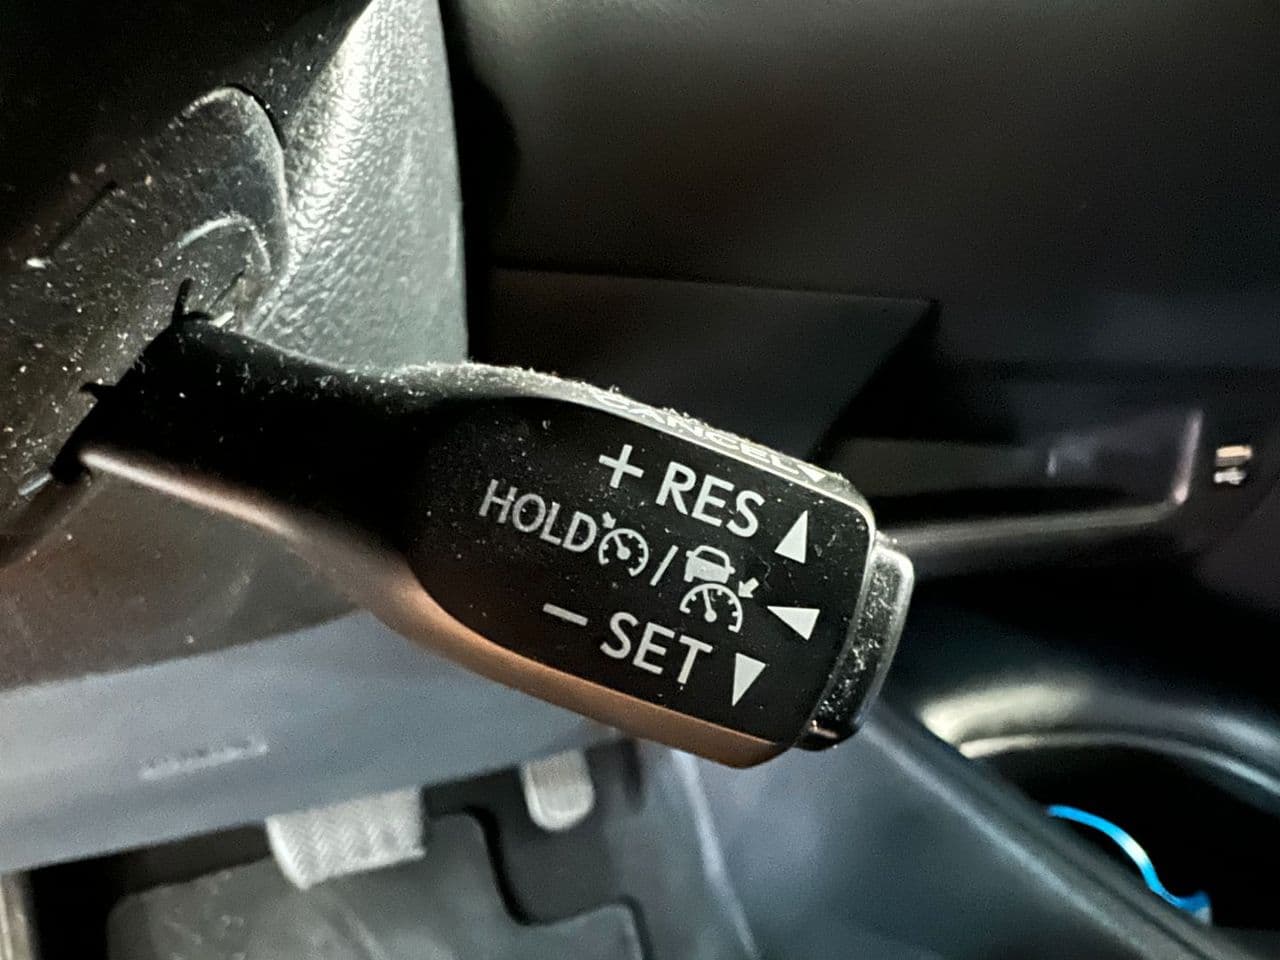 CANCEL
+ RES
HOLD /
− SET